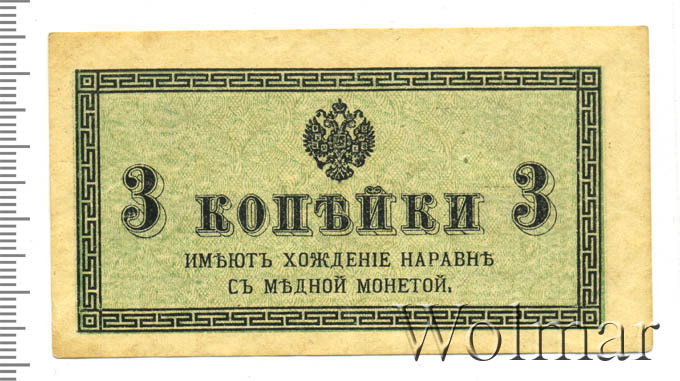 3 КОПѢЙКИ 3
ИМѢЮТЪ ХОЖДЕНІЕ НАРАВНѢ
СЪ МѢДНОЙ МОНЕТОЙ.
Wolmar